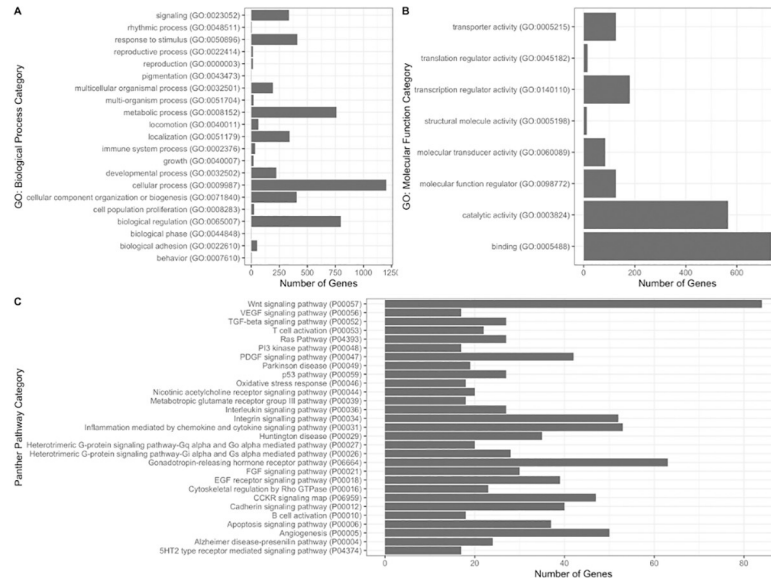 A
GO: Biological Process Category
signaling (GO:0023052)
rhythmic process (GO:0048511)
response to stimulus (GO:0050896)
reproductive process (GO:0022414)
reproduction (GO:0000003)
pigmentation (GO:0043473)
multicellular organismal process (GO:0032501)
multi-organism process (GO:0051704)
metabolic process (GO:0008152)
locomotion (GO:0040011)
localization (GO:0051179)
immune system process (GO:0002376)
growth (GO:0040007)
developmental process (GO:0032502)
cellular process (GO:0009987)
cellular component organization or biogenesis (GO:0071840)
cell population proliferation (GO:0008283)
biological regulation (GO:0065007)
biological phase (GO:0044848)
biological adhesion (GO:0022610)
behavior (GO:0007610)
0 250 500 750 1000 1250
Number of Genes
B
GO: Molecular Function Category
transporter activity (GO:0005215)
translation regulator activity (GO:0045182)
transcription regulator activity (GO:0140110)
structural molecule activity (GO:0005198)
molecular transducer activity (GO:0060089)
molecular function regulator (GO:0098772)
catalytic activity (GO:0003824)
binding (GO:0005488)
0 200 400 600
Number of Genes
C
Panther Pathway Category
Wnt signaling pathway (P00057)
VEGF signaling pathway (P00056)
TGF-beta signaling pathway (P00052)
T cell activation (P00053)
Ras Pathway (P04393)
PI3 kinase pathway (P00048)
PDGF signaling pathway (P00047)
Parkinson disease (P00049)
p53 pathway (P00059)
Oxidative stress response (P00046)
Nicotinic acetylcholine receptor signaling pathway (P00044)
Metabotropic glutamate receptor group III pathway (P00039)
Interleukin signaling pathway (P00036)
Integrin signaling pathway (P00034)
Inflammation mediated by chemokine and cytokine signaling pathway (P00031)
Huntington disease (P00029)
Heterotrimeric G-protein signaling pathway-Gq alpha and Go alpha mediated pathway (P00027)
Heterotrimeric G-protein signaling pathway-Gi alpha and Gs alpha mediated pathway (P00026)
Gonadotropin-releasing hormone receptor pathway (P06664)
FGF signaling pathway (P00021)
EGF receptor signaling pathway (P00018)
Cytoskeletal regulation by Rho GTPase (P00016)
CCKR signaling map (P06959)
Cadherin signaling pathway (P00012)
B cell activation (P00010)
Apoptosis signaling pathway (P00006)
Angiogenesis (P00005)
Alzheimer disease-presenilin pathway (P00004)
5HT2 type receptor mediated signaling pathway (P04374)
0 20 40 60 80
Number of Genes